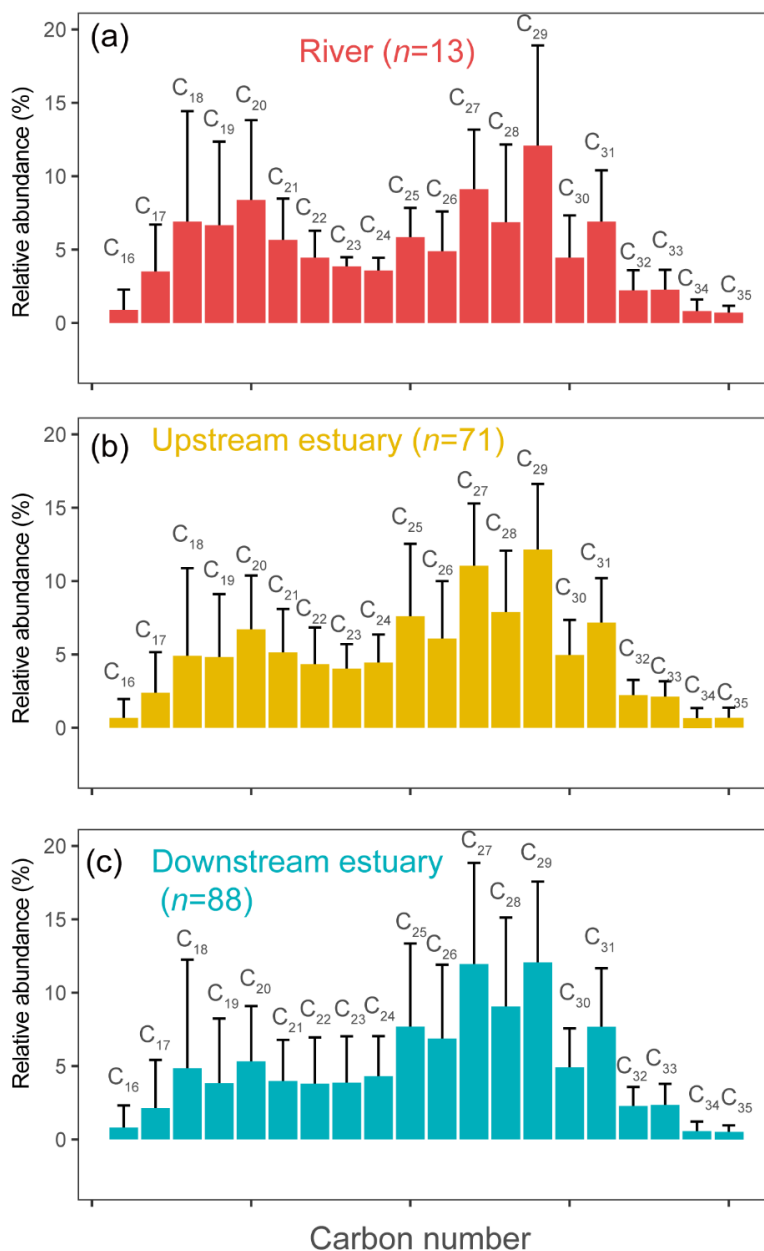 (a)
River (n=13)
Relative abundance (%)
20
15
10
5
0
C16
C17
C18
C19
C20
C21
C22
C23
C24
C25
C26
C27
C28
C29
C30
C31
C32
C33
C34
C35
(b)
Upstream estuary (n=71)
Relative abundance (%)
20
15
10
5
0
C16
C17
C18
C19
C20
C21
C22
C23
C24
C25
C26
C27
C28
C29
C30
C31
C32
C33
C34
C35
(c)
Downstream estuary
(n=88)
Relative abundance (%)
20
15
10
5
0
C16
C17
C18
C19
C20
C21
C22
C23
C24
C25
C26
C27
C28
C29
C30
C31
C32
C33
C34
C35
Carbon number